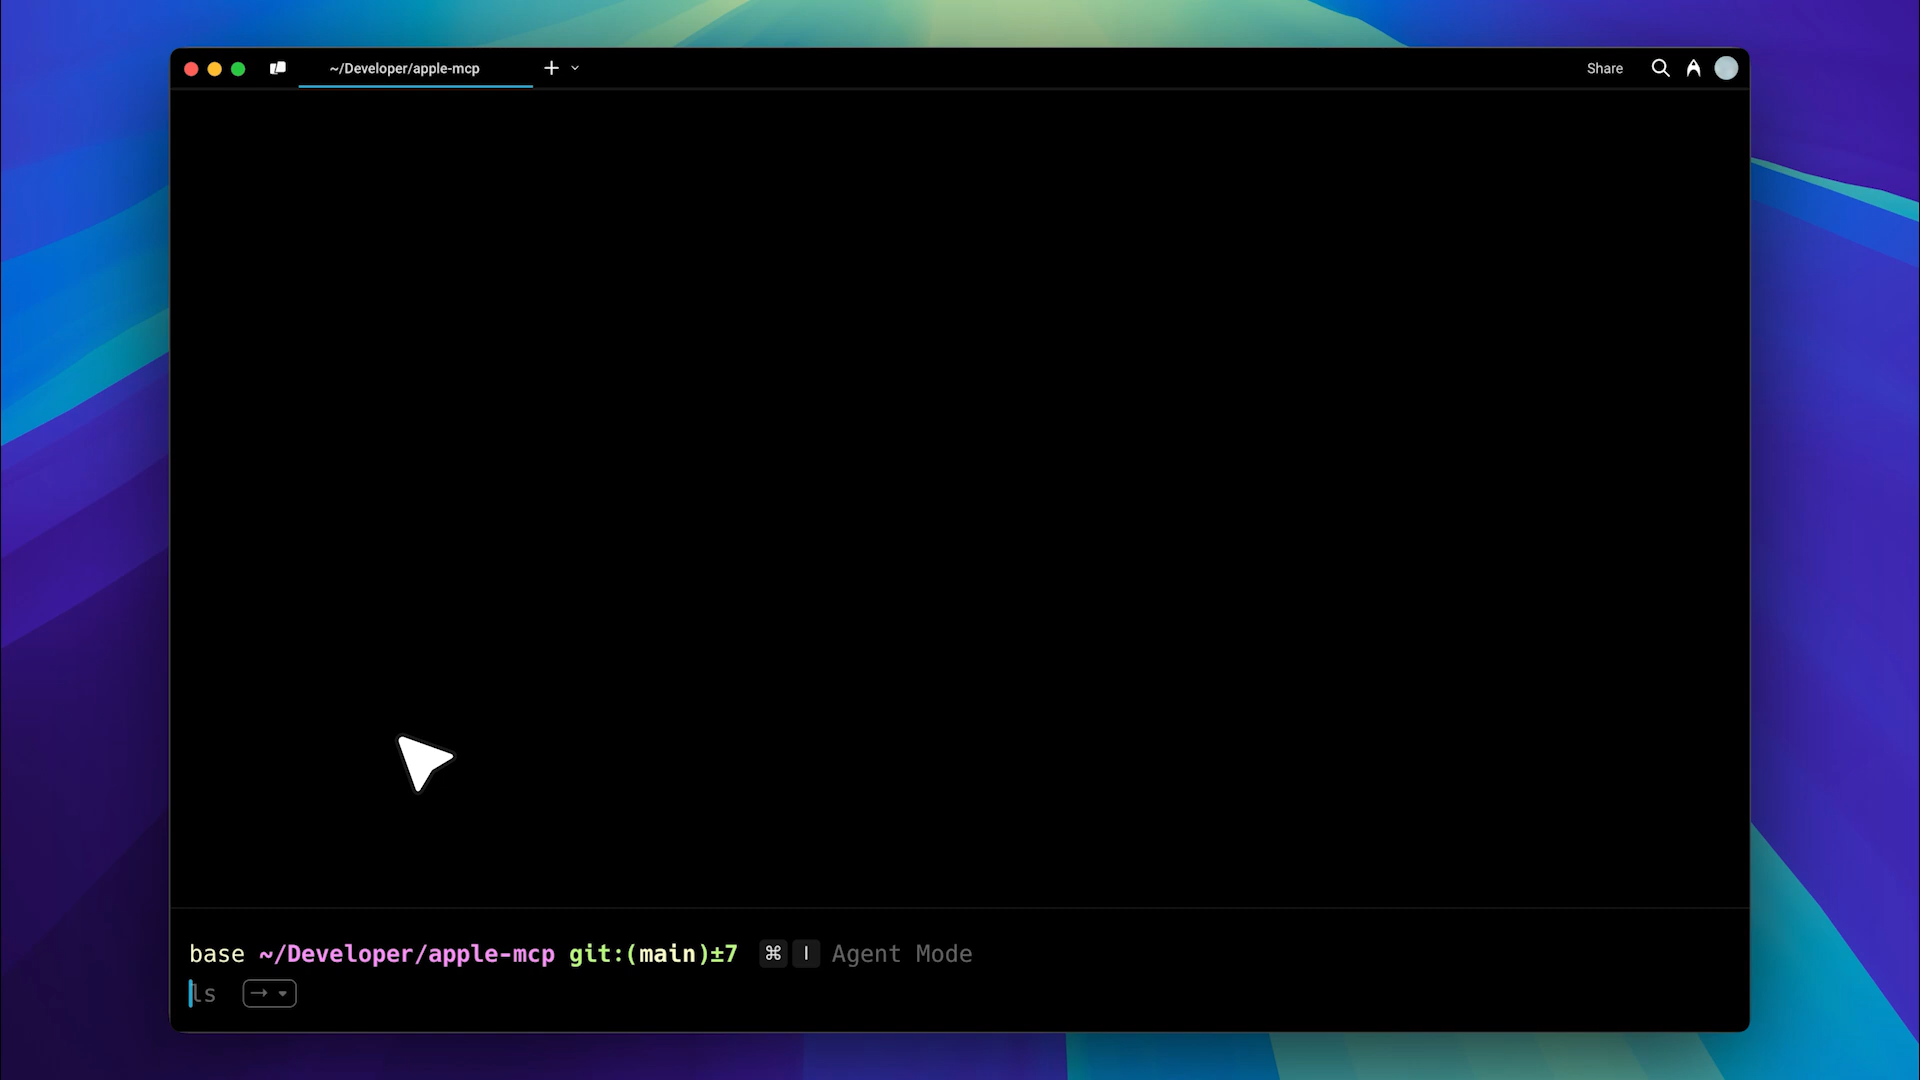 ~/Developer/apple-mcp
Share
base ~/Developer/apple-mcp git:(main)±7 ⌘ I Agent Mode
ls